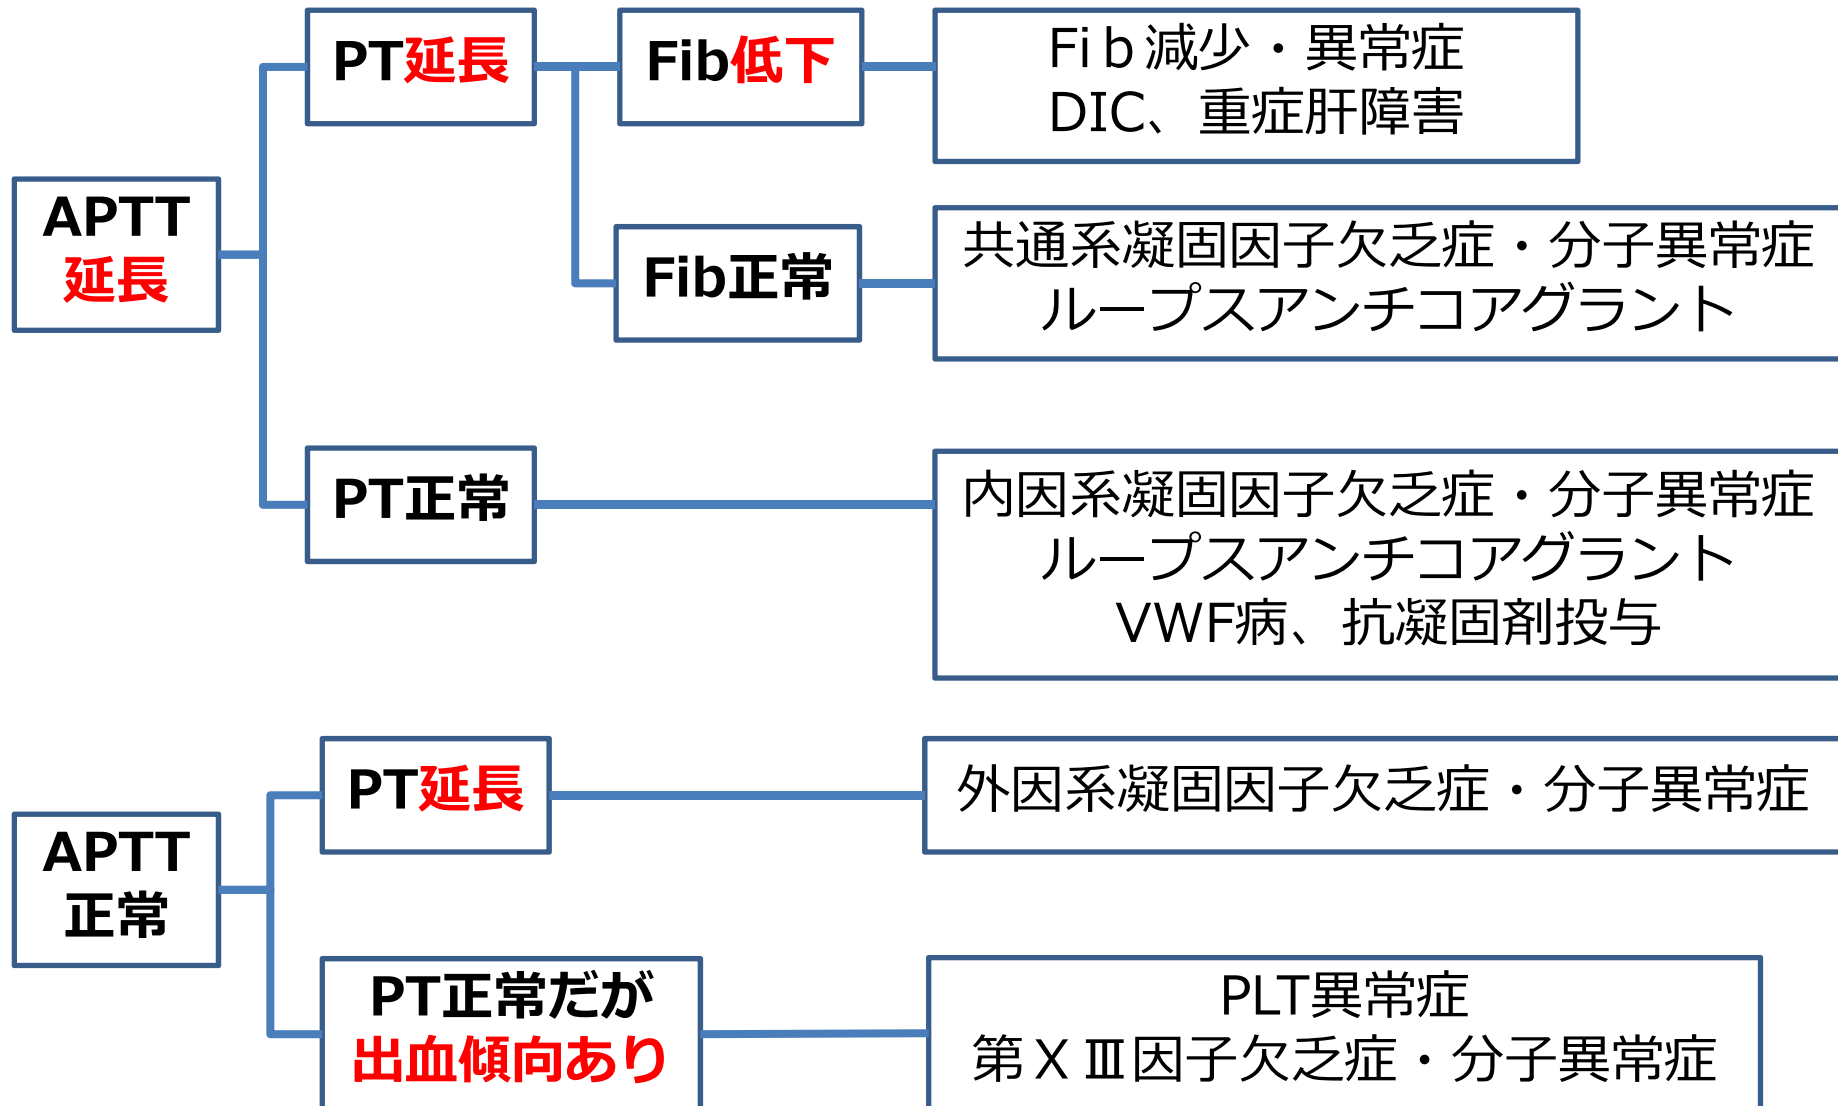 APTT
延長
PT延長
Fib低下
Fiｂ減少・異常症
DIC、重症肝障害
Fib正常
共通系凝固因子欠乏症・分子異常症
ループスアンチコアグラント
PT正常
内因系凝固因子欠乏症・分子異常症
ループスアンチコアグラント
VWF病、抗凝固剤投与
APTT
正常
PT延長
外因系凝固因子欠乏症・分子異常症
PT正常だが
出血傾向あり
PLT異常症
第ⅩⅢ因子欠乏症・分子異常症